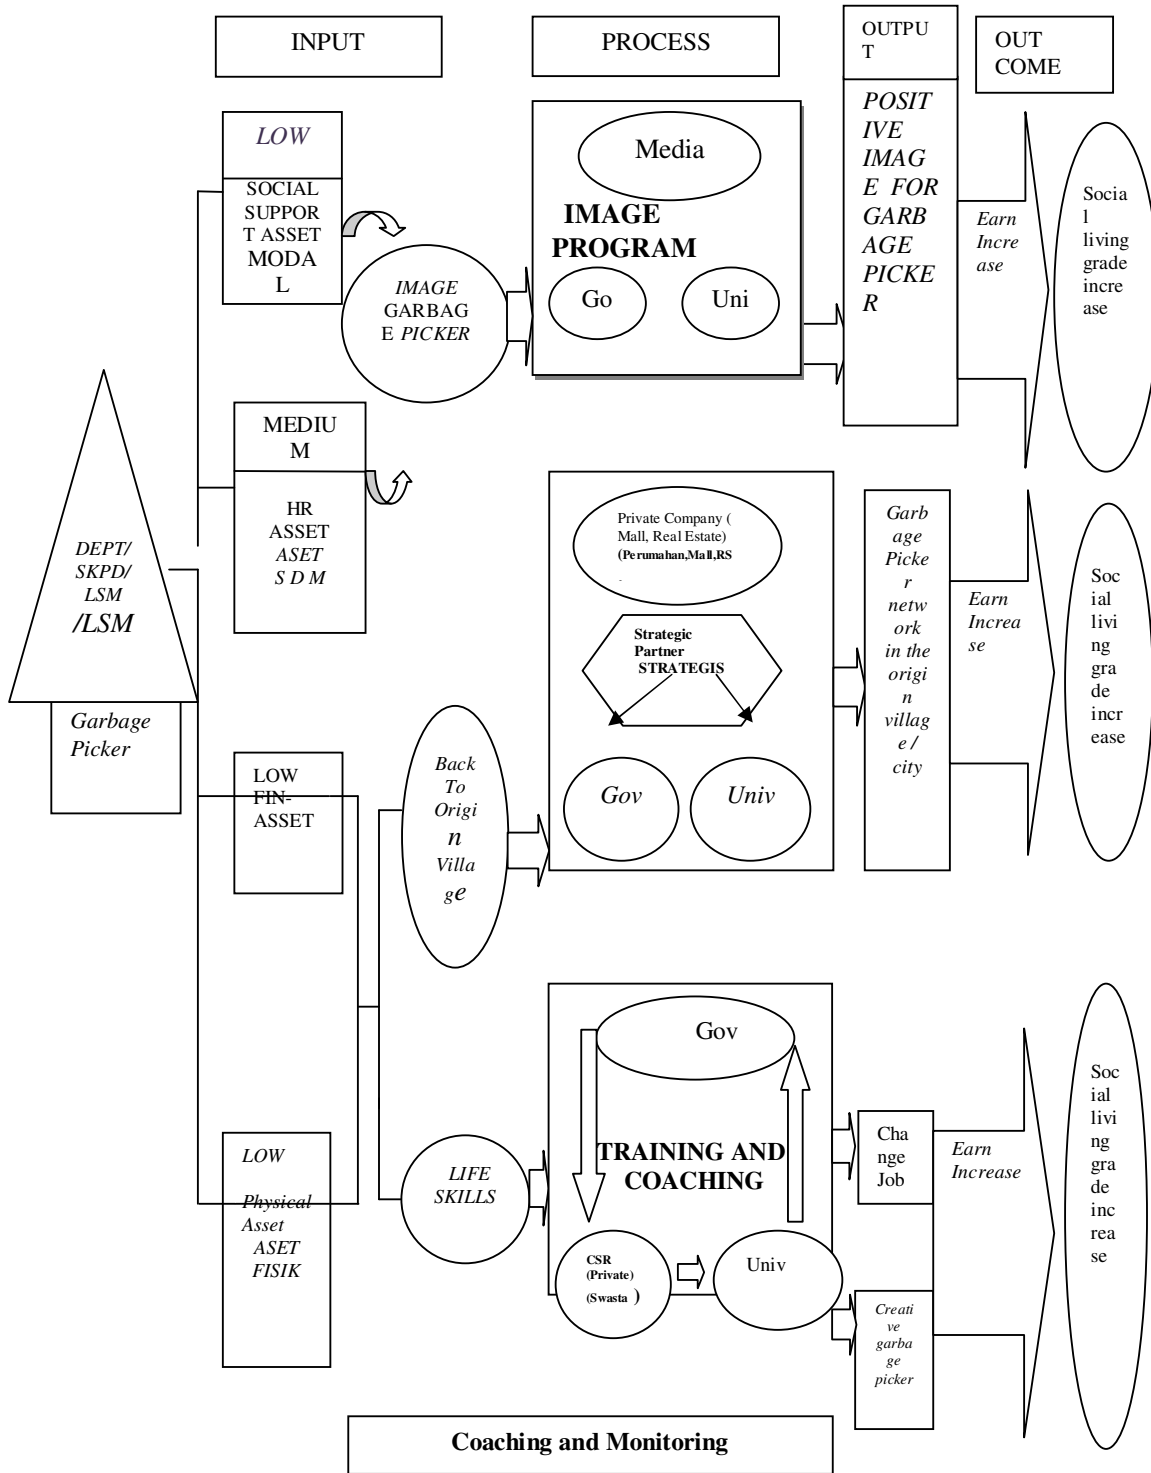 INPUT
PROCESS
OUTPU
T
OUT
COME
LOW
SOCIAL
SUPPOR
T ASSET
MODA
L
IMAGE
GARBAG
E PICKER
Media
IMAGE
PROGRAM
Go
Uni
POSIT
IVE
IMAG
E FOR
GARB
AGE
PICKE
R
Earn
Incre
ase
Socia
l
living
grade
incre
ase
DEPT/
SKPD/
LSM
/LSM
Garbage
Picker
MEDIU
M
HR
ASSET
ASET
S D M
Private Company (
Mall, Real Estate)
(Perumahan,Mall,RS
Strategic
Partner
STRATEGIS
Gov
Univ
Garb
age
Picke
r
netw
ork
in the
origi
n
villag
e /
city
Earn
Increa
se
Soc
ial
livi
ng
gra
de
incr
ease
LOW
FIN-
ASSET
Back
To
Origi
n
Villa
ge
LOW
Physical
Asset
ASET
FISIK
LIFE
SKILLS
Gov
TRAINING AND
COACHING
CSR
(Private)
(Swasta )
Univ
Cha
nge
Job
Creati
ve
garba
ge
picker
Earn
Increase
Soc
ial
livi
ng
gra
de
inc
rea
se
Coaching and Monitoring